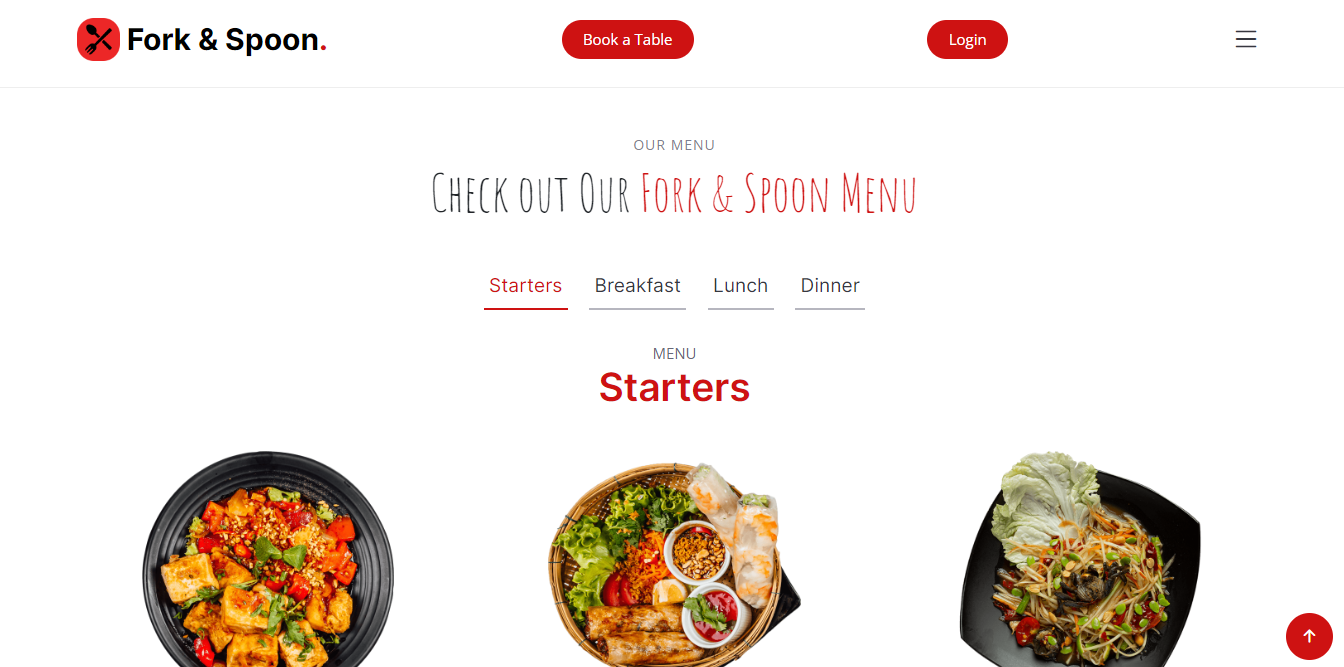 Fork & Spoon.
Book a Table
Login
OUR MENU
Check out Our Fork & Spoon Menu
Starters Breakfast Lunch Dinner
MENU
Starters